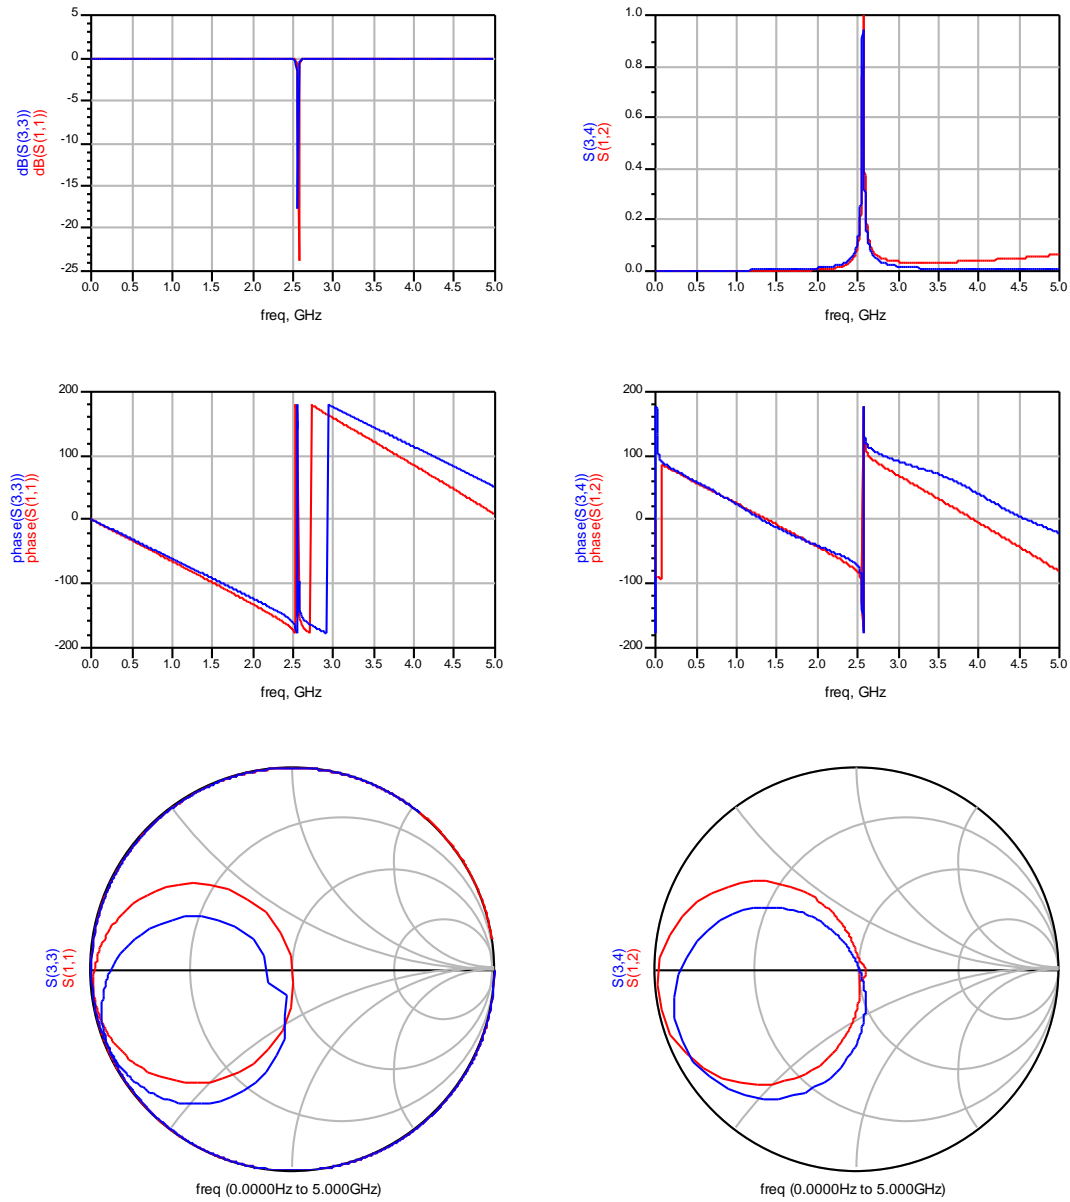 5
0
-5
-10
-15
-20
-25
dB(S(3,3))
dB(S(1,1))
0.0 0.5 1.0 1.5 2.0 2.5 3.0 3.5 4.0 4.5 5.0
freq, GHz
1.0
0.8
0.6
0.4
0.2
0.0
S(3,4)
S(1,2)
0.0 0.5 1.0 1.5 2.0 2.5 3.0 3.5 4.0 4.5 5.0
freq, GHz
200
100
0
-100
-200
phase(S(3,3))
phase(S(1,1))
0.0 0.5 1.0 1.5 2.0 2.5 3.0 3.5 4.0 4.5 5.0
freq, GHz
200
100
0
-100
-200
phase(S(3,4))
phase(S(1,2))
0.0 0.5 1.0 1.5 2.0 2.5 3.0 3.5 4.0 4.5 5.0
freq, GHz
S(3,3)
S(1,1)
freq (0.0000Hz to 5.000GHz)
S(3,4)
S(1,2)
freq (0.0000Hz to 5.000GHz)